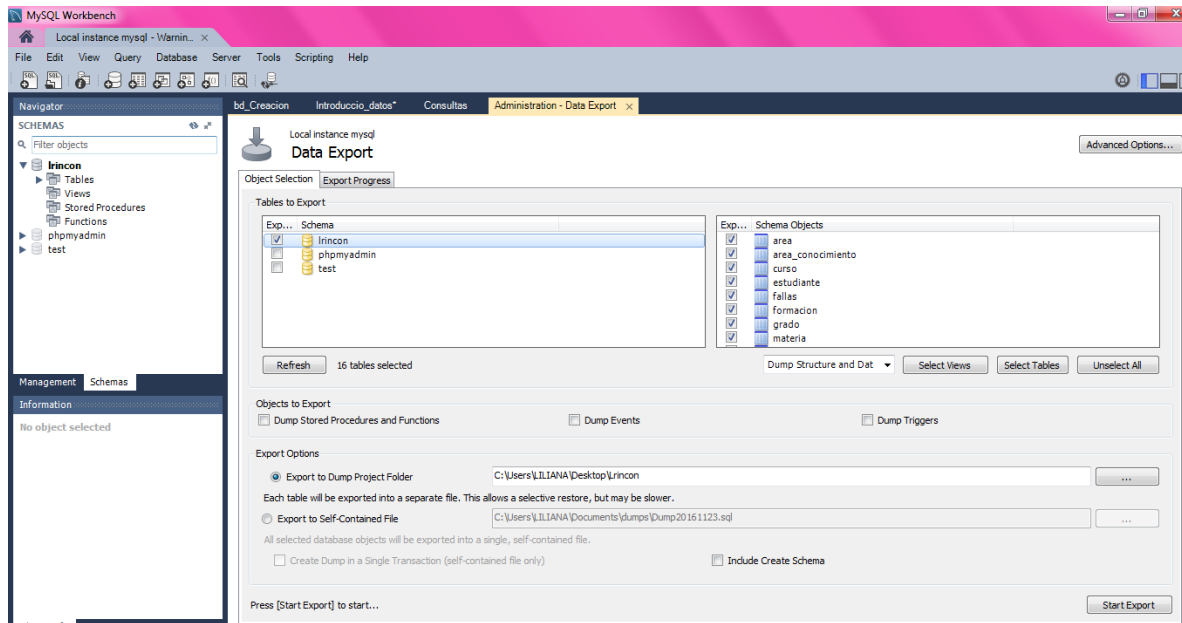 MySQL Workbench
Local instance mysql - Warnin... ×
File Edit View Query Database Server Tools Scripting Help
Navigator
SCHEMAS
Filter objects
lrincon
Tables
Views
Stored Procedures
Functions
phpmyadmin
test
Management Schemas
Information
No object selected
bd_Creacion Introduccio_datos* Consultas Administration - Data Export ×
Local instance mysql
Data Export
Advanced Options...
Object Selection Export Progress
Tables to Export
Exp... Schema
lrincon
phpmyadmin
test
Exp... Schema Objects
area
area_conocimiento
curso
estudiante
fallas
formacion
grado
materia
Refresh 16 tables selected Dump Structure and Dat Select Views Select Tables Unselect All
Objects to Export
Dump Stored Procedures and Functions Dump Events Dump Triggers
Export Options
Export to Dump Project Folder C:\Users\LILIANA\Desktop\Lrincon ...
Each table will be exported into a separate file. This allows a selective restore, but may be slower.
Export to Self-Contained File C:\Users\LILIANA\Documents\dumps\Dump20161123.sql ...
All selected database objects will be exported into a single, self-contained file.
Create Dump in a Single Transaction (self-contained file only) Include Create Schema
Press [Start Export] to start... Start Export